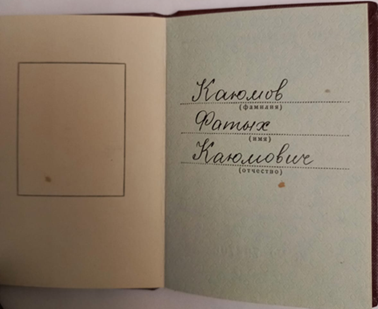 Каюмов
(фамилия)
Фатых
(имя)
Каюмович
(отчество)